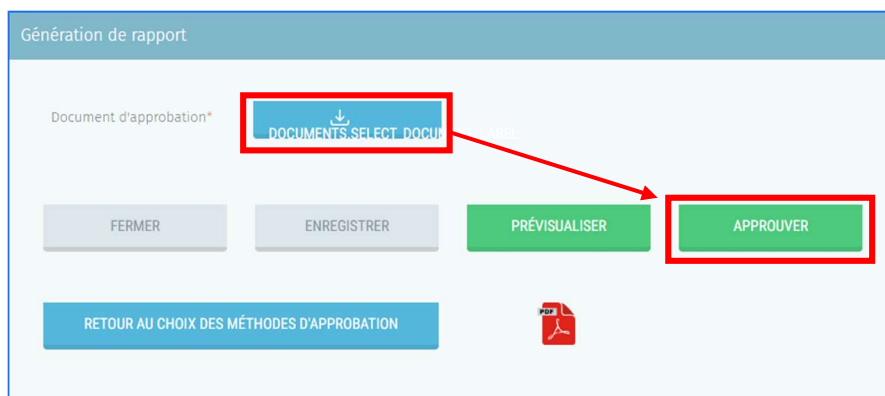 Génération de rapport
Document d'approbation*
DOCUMENTS.SELECT_DOCU
FERMER
ENREGISTRER
PRÉVISUALISER
APPROUVER
RETOUR AU CHOIX DES MÉTHODES D'APPROBATION
PDF